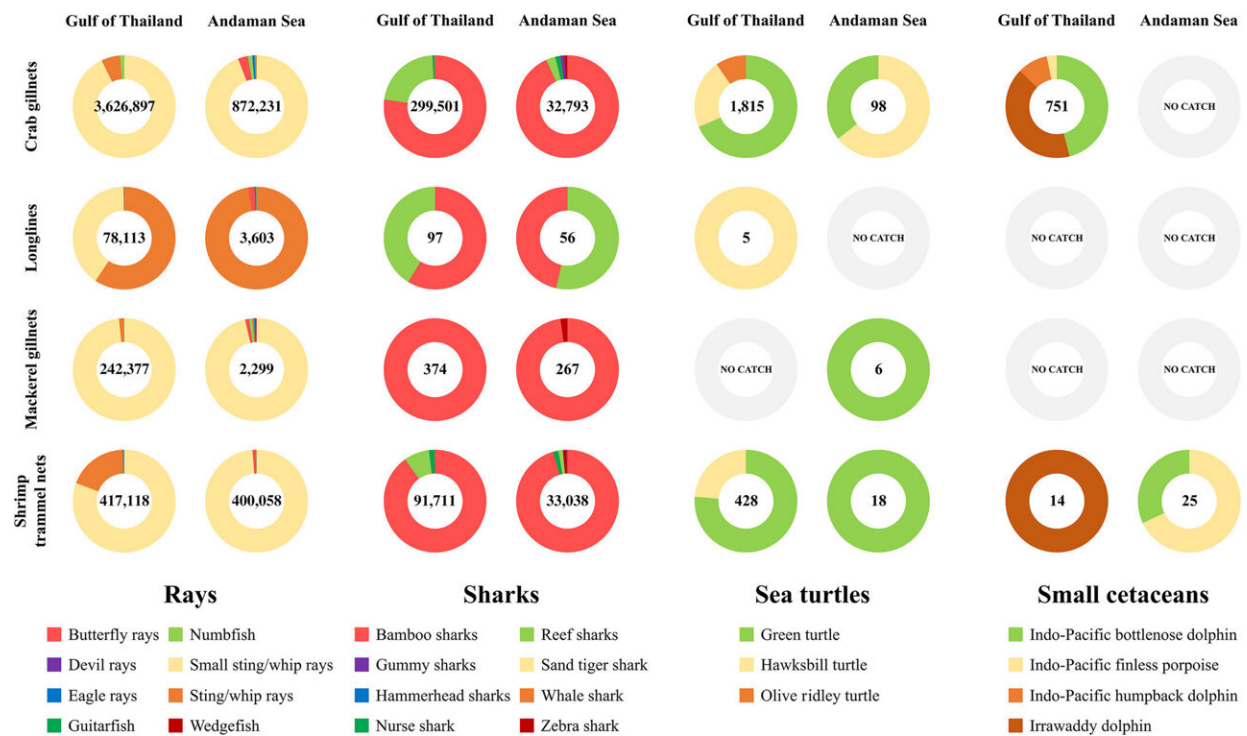 Gulf of Thailand Andaman Sea Gulf of Thailand Andaman Sea Gulf of Thailand Andaman Sea Gulf of Thailand Andaman Sea
Crab gillnets
3,626,897 872,231 299,501 32,793 1,815 98 751 NO CATCH
Longlines
78,113 3,603 97 56 5 NO CATCH NO CATCH NO CATCH
Mackerel gillnets
242,377 2,299 374 267 NO CATCH 6 NO CATCH NO CATCH
Shrimp
trammel nets
417,118 400,058 91,711 33,038 428 18 14 25
Rays Sharks Sea turtles Small cetaceans
Butterfly rays Numbfish Bamboo sharks Reef sharks Green turtle Indo-Pacific bottlenose dolphin
Devil rays Small sting/whip rays Gummy sharks Sand tiger shark Hawksbill turtle Indo-Pacific finless porpoise
Eagle rays Sting/whip rays Hammerhead sharks Whale shark Olive ridley turtle Indo-Pacific humpback dolphin
Guitarfish Wedgefish Nurse shark Zebra shark Irrawaddy dolphin